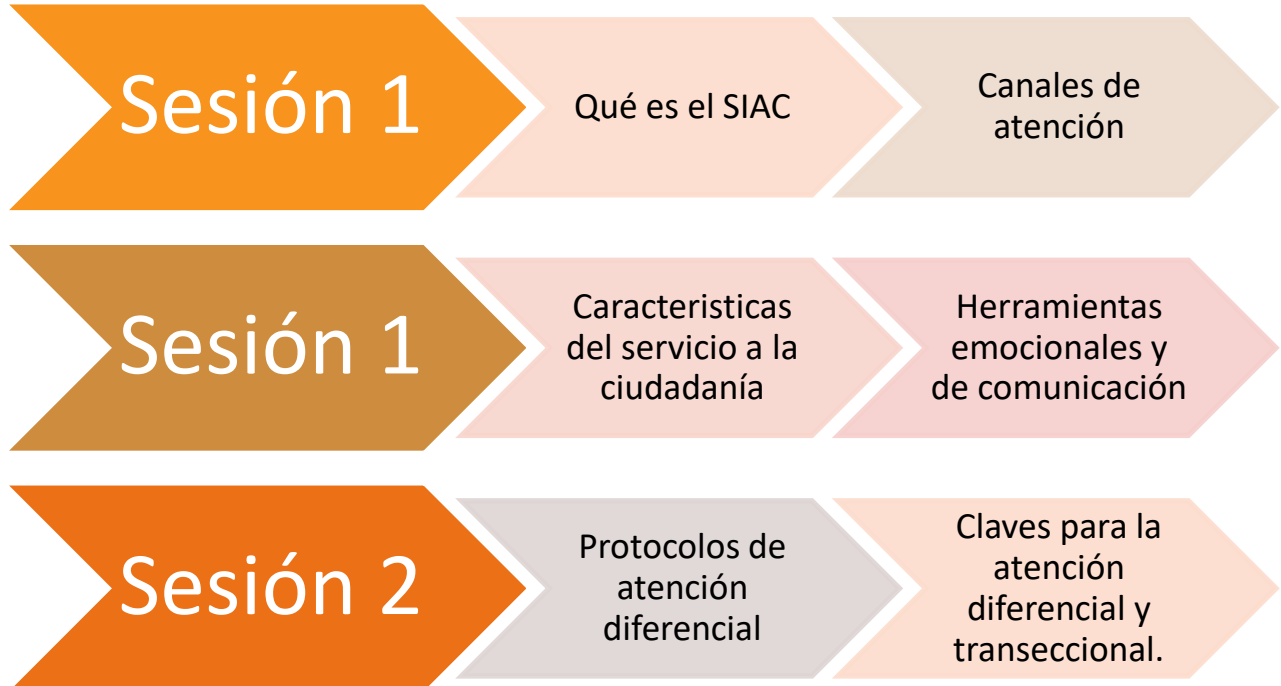 Sesión 1
Qué es el SIAC
Canales de
atención
Sesión 1
Caracteristicas
del servicio a la
ciudadanía
Herramientas
emocionales y
de comunicación
Sesión 2
Protocolos de
atención
diferencial
Claves para la
atención
diferencial y
transeccional.